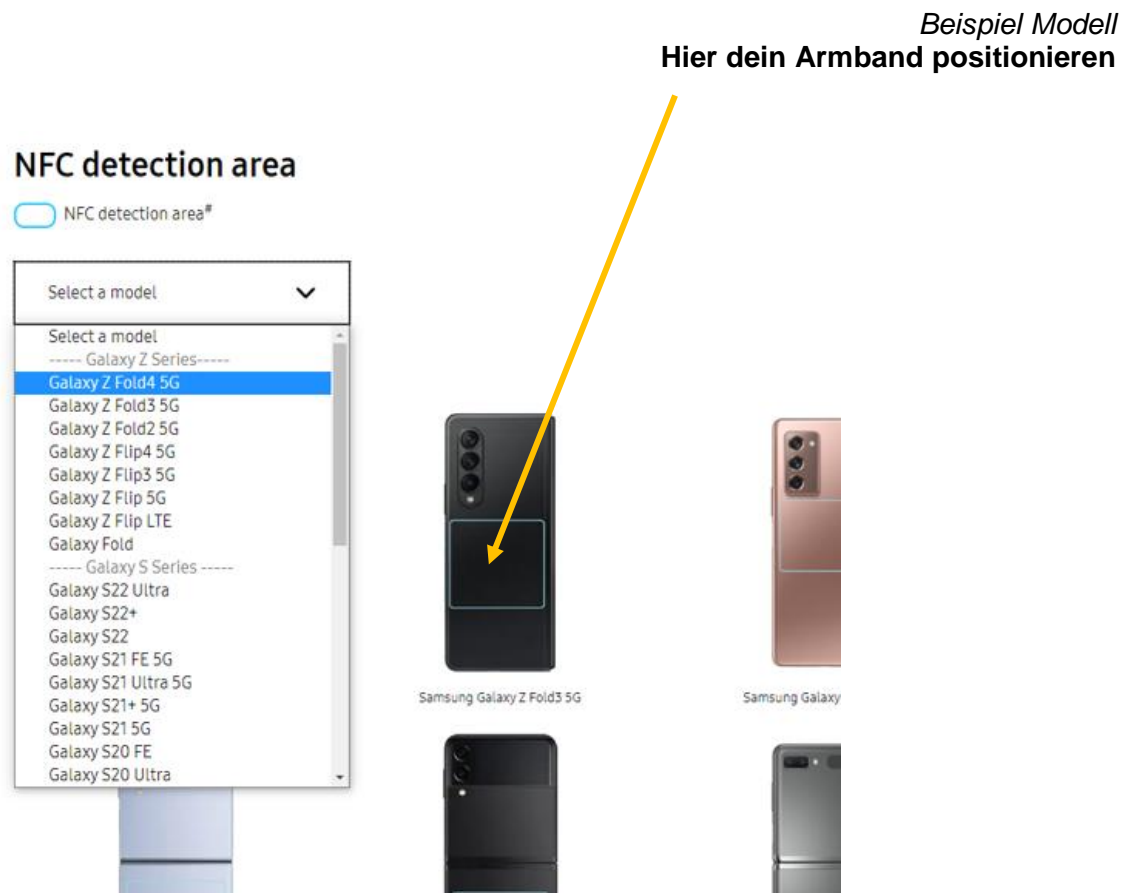 Beispiel Modell
Hier dein Armband positionieren
NFC detection area
NFC detection area#
Select a model
Select a model
----- Galaxy Z Series-----
Galaxy Z Fold4 5G
Galaxy Z Fold3 5G
Galaxy Z Fold2 5G
Galaxy Z Flip4 5G
Galaxy Z Flip3 5G
Galaxy Z Flip 5G
Galaxy Z Flip LTE
Galaxy Fold
----- Galaxy S Series -----
Galaxy S22 Ultra
Galaxy S22+
Galaxy S22
Galaxy S21 FE 5G
Galaxy S21 Ultra 5G
Galaxy S21+ 5G
Galaxy S21 5G
Galaxy S20 FE
Galaxy S20 Ultra
Samsung Galaxy Z Fold3 5G
Samsung Galaxy